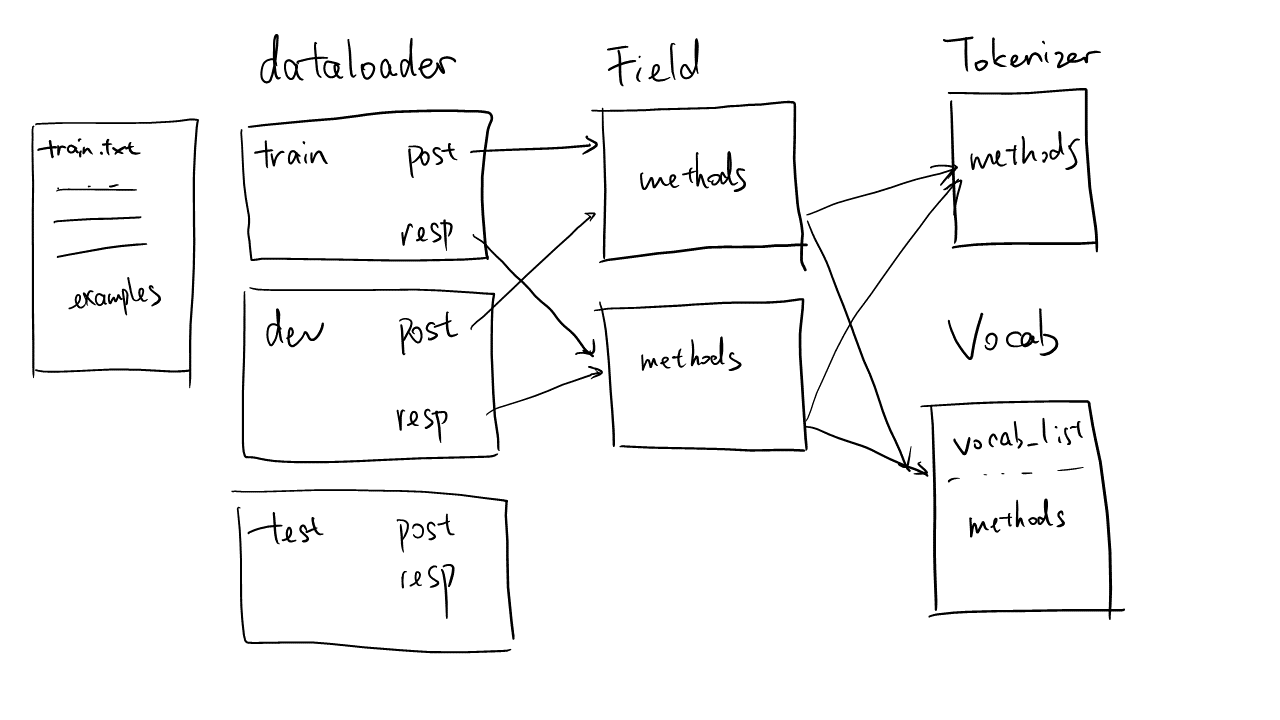 dataloader
Field
Tokenizer
train.txt
examples
train post
resp
dev post
resp
test post
resp
methods
methods
methods
Vocab
vocab_list
methods